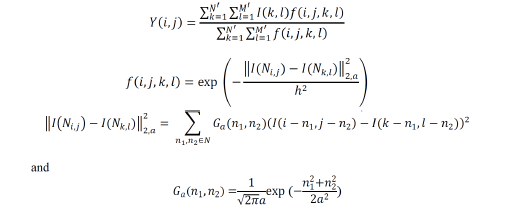 Y(i,j) = \frac{\sum_{k=1}^{N'} \sum_{l=1}^{M'} I(k,l)f(i,j,k,l)}{\sum_{k=1}^{N'} \sum_{l=1}^{M'} f(i,j,k,l)}
f(i,j,k,l) = \exp\left(-\frac{\left\|I(N_{i,j}) - I(N_{k,l})\right\|_{2,a}^{2}}{h^2}\right)
\left\|I(N_{i,j}) - I(N_{k,l})\right\|_{2,a}^{2} = \sum_{n_1,n_2 \in N} G_a(n_1,n_2)(I(i-n_1,j-n_2) - I(k-n_1,l-n_2))^2
and
G_a(n_1,n_2) = \frac{1}{\sqrt{2\pi}a} \exp(-\frac{n_1^2+n_2^2}{2a^2})